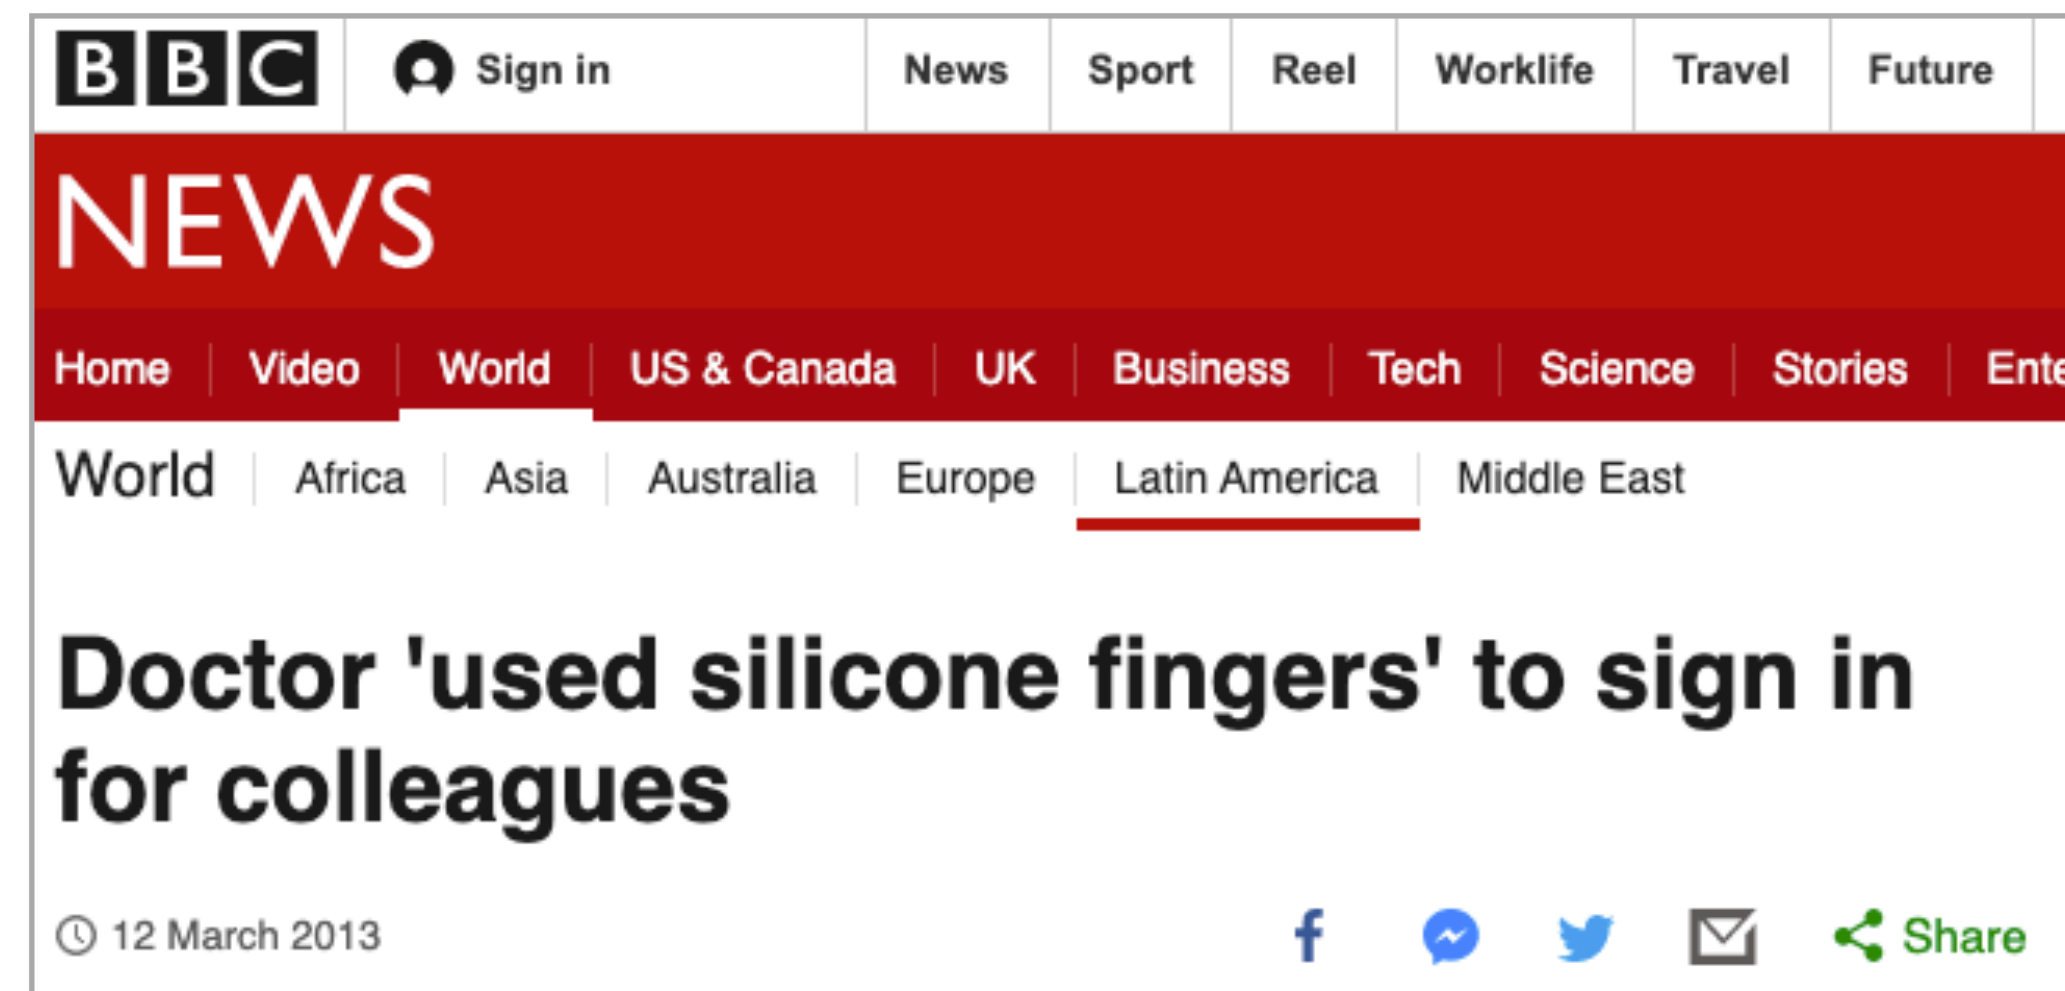 BBC Sign in News Sport Reel Worklife Travel Future
NEWS
Home Video World US & Canada UK Business Tech Science Stories Ente
World Africa Asia Australia Europe Latin America Middle East
Doctor 'used silicone fingers' to sign in
for colleagues
12 March 2013 Share